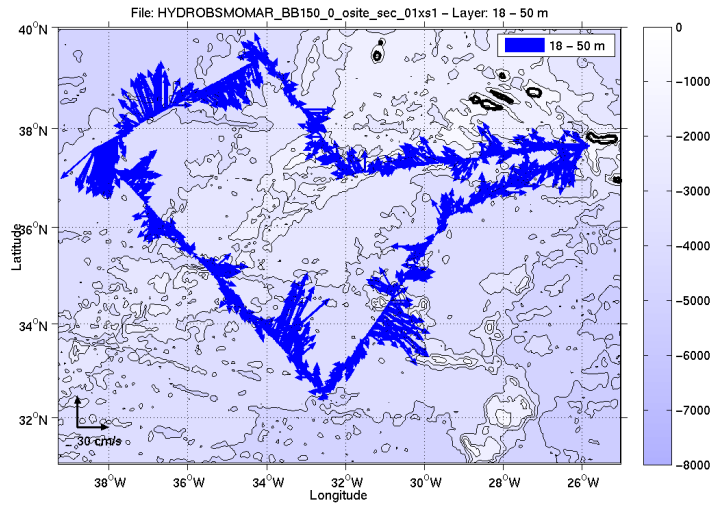 File: HYDROBSMOMAR_BB150_0_osite_sec_01xs1 – Layer: 18 – 50 m
18 – 50 m
40°N
38°N
36°N
34°N
32°N
Latitude
30 cm/s
38°W 36°W 34°W 32°W 30°W 28°W 26°W
Longitude
0
−1000
−2000
−3000
−4000
−5000
−6000
−7000
−8000